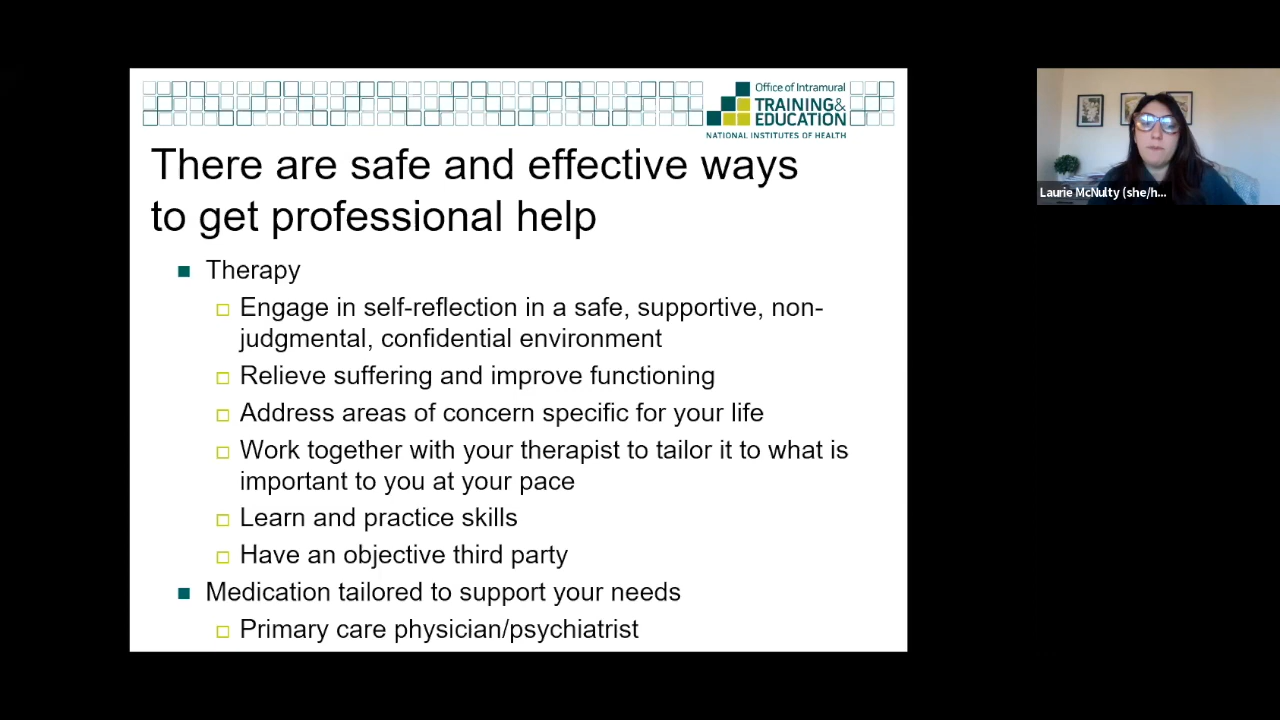 Office of Intramural
TRAINING&
EDUCATION
NATIONAL INSTITUTES OF HEALTH
There are safe and effective ways
to get professional help
Therapy
Engage in self-reflection in a safe, supportive, non-
judgmental, confidential environment
Relieve suffering and improve functioning
Address areas of concern specific for your life
Work together with your therapist to tailor it to what is
important to you at your pace
Learn and practice skills
Have an objective third party
Medication tailored to support your needs
Primary care physician/psychiatrist
Laurie McNulty (she/h...